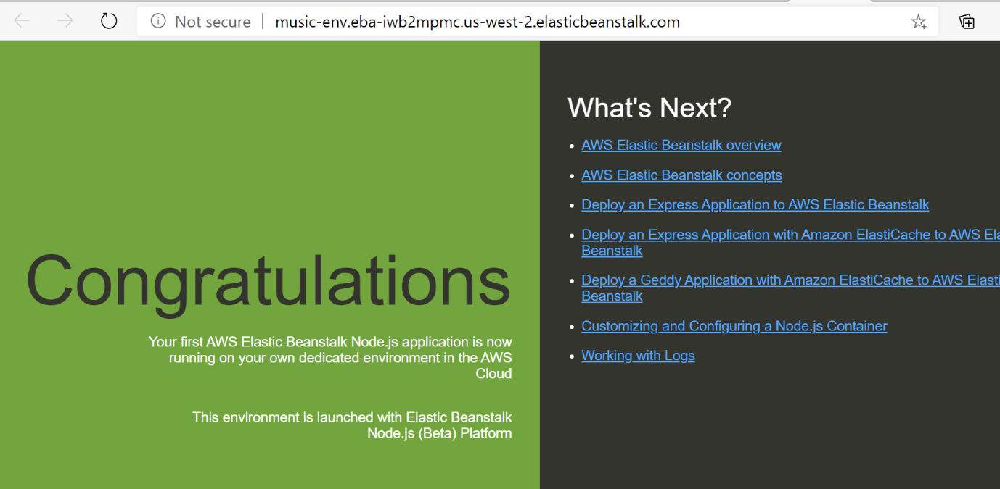 Not secure | music-env.eba-iwb2mpmc.us-west-2.elasticbeanstalk.com
Congratulations
Your first AWS Elastic Beanstalk Node.js application is now
running on your own dedicated environment in the AWS
Cloud
This environment is launched with Elastic Beanstalk
Node.js (Beta) Platform
What's Next?
• AWS Elastic Beanstalk overview
• AWS Elastic Beanstalk concepts
• Deploy an Express Application to AWS Elastic Beanstalk
• Deploy an Express Application with Amazon ElastiCache to AWS Ela
Beanstalk
• Deploy a Geddy Application with Amazon ElastiCache to AWS Elasti
Beanstalk
• Customizing and Configuring a Node.js Container
• Working with Logs